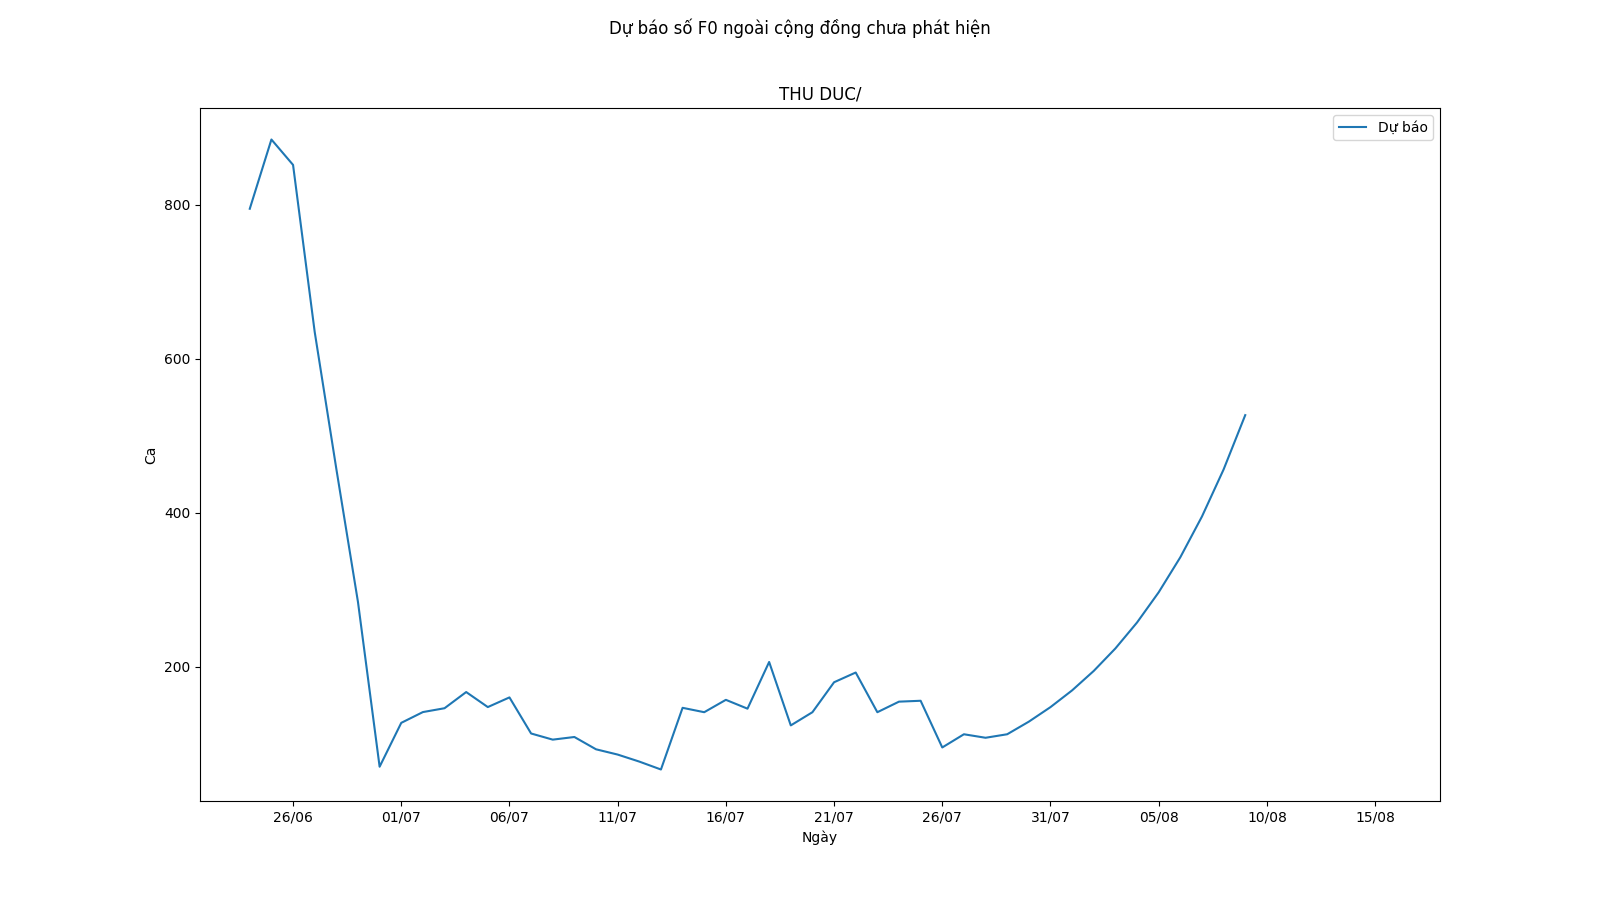 Dự báo số F0 ngoài cộng đồng chưa phát hiện
THU DUC/
Dự báo
800
600
400
200
Ca
26/06 01/07 06/07 11/07 16/07 21/07 26/07 31/07 05/08 10/08 15/08
Ngày